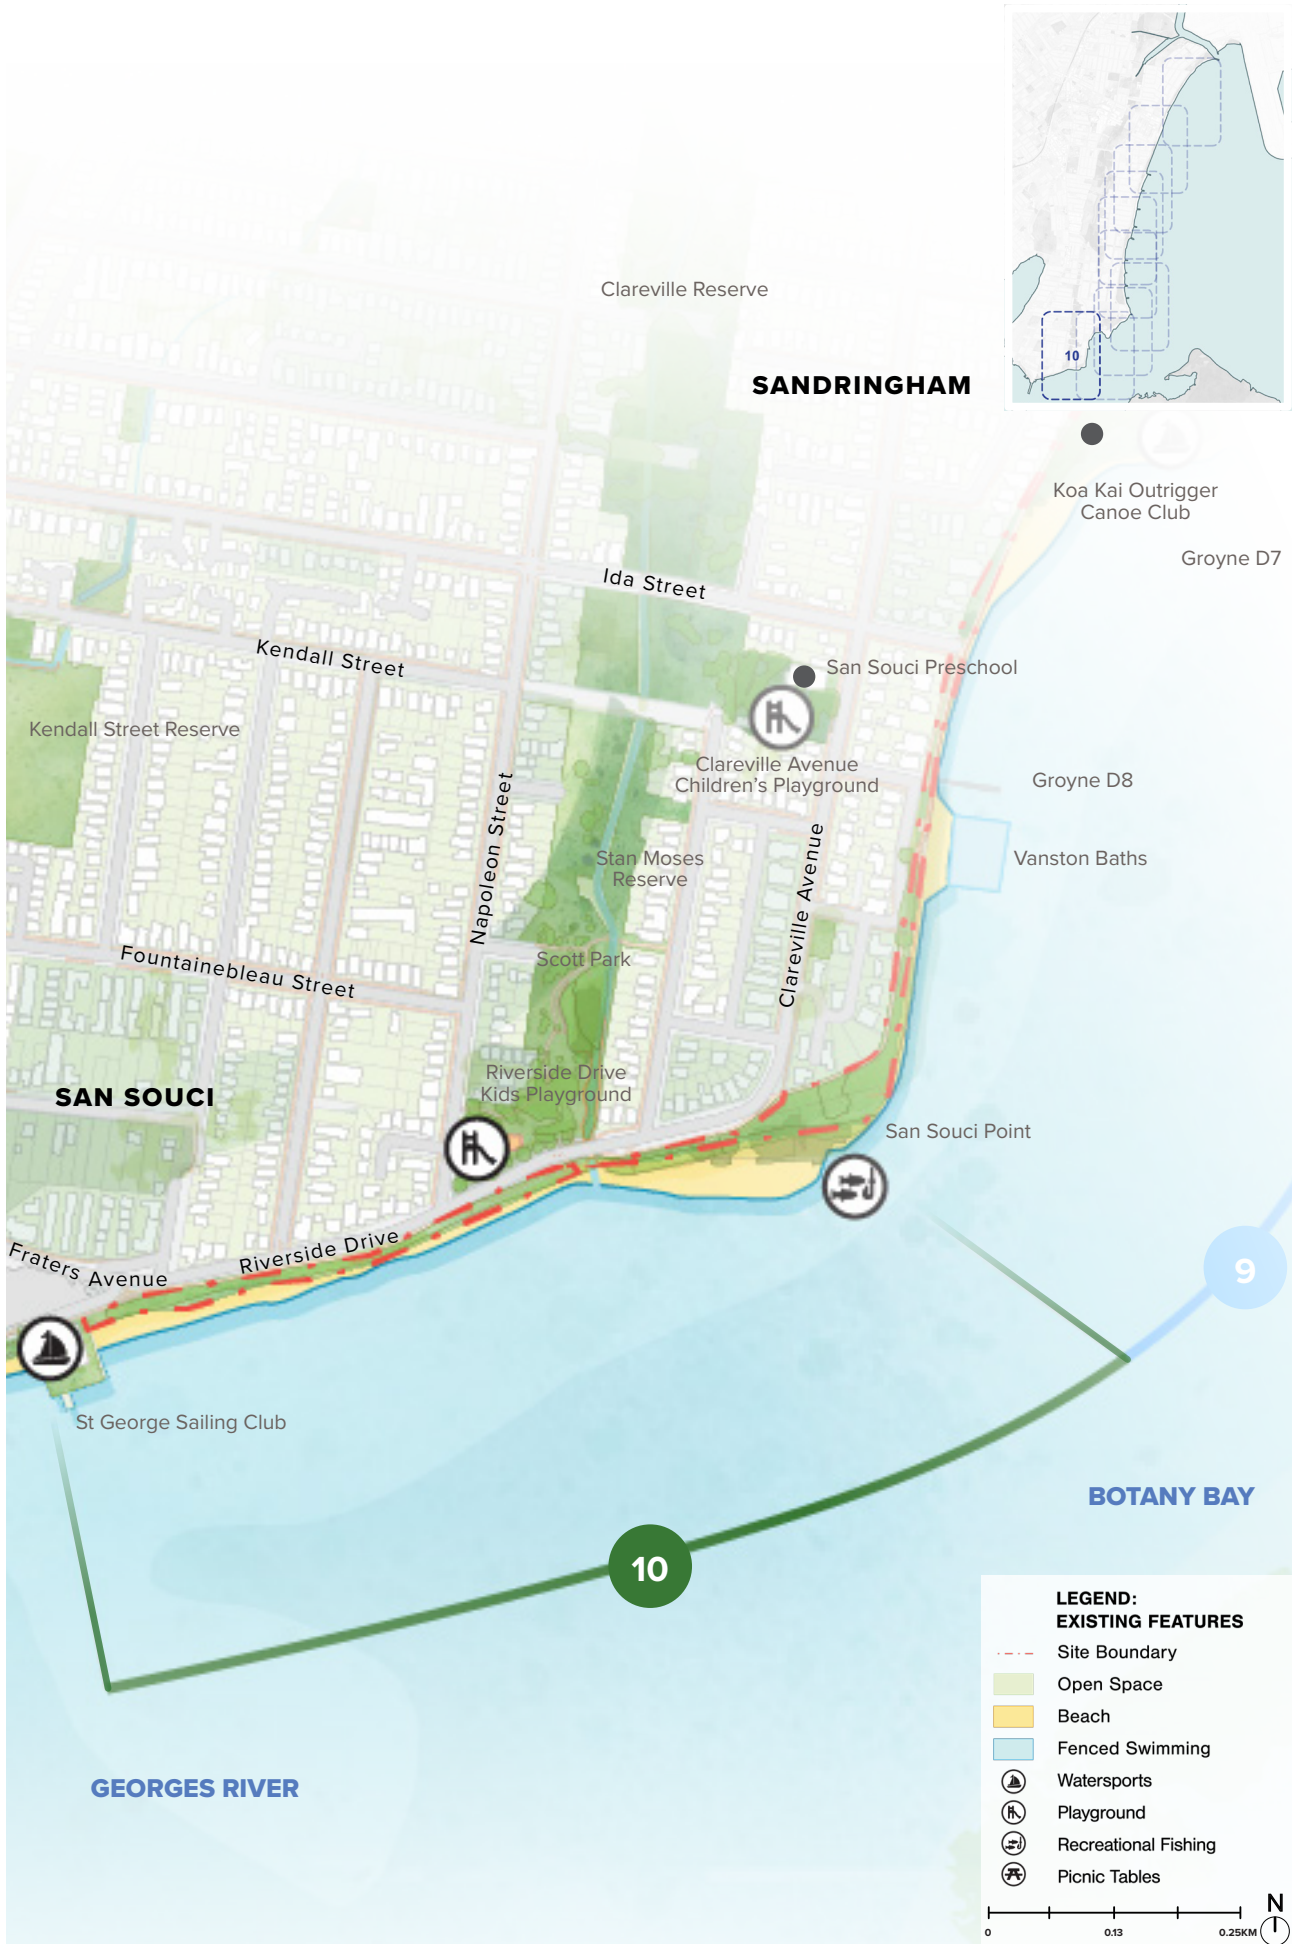 10
Clareville Reserve
SANDRINGHAM
Koa Kai Outrigger
Canoe Club
Groyne D7
Ida Street
Kendall Street
San Souci Preschool
Kendall Street Reserve
Clareville Avenue
Children's Playground
Groyne D8
Napoleon Street
Stan Moses
Reserve
Clareville Avenue
Vanston Baths
Fountainebleau Street
Scott Park
Riverside Drive
Kids Playground
SAN SOUCI
San Souci Point
Riverside Drive
Fraters Avenue
9
St George Sailing Club
BOTANY BAY
10
GEORGES RIVER
LEGEND:
EXISTING FEATURES
Site Boundary
Open Space
Beach
Fenced Swimming
Watersports
Playground
Recreational Fishing
Picnic Tables
N
0 0.13 0.25KM